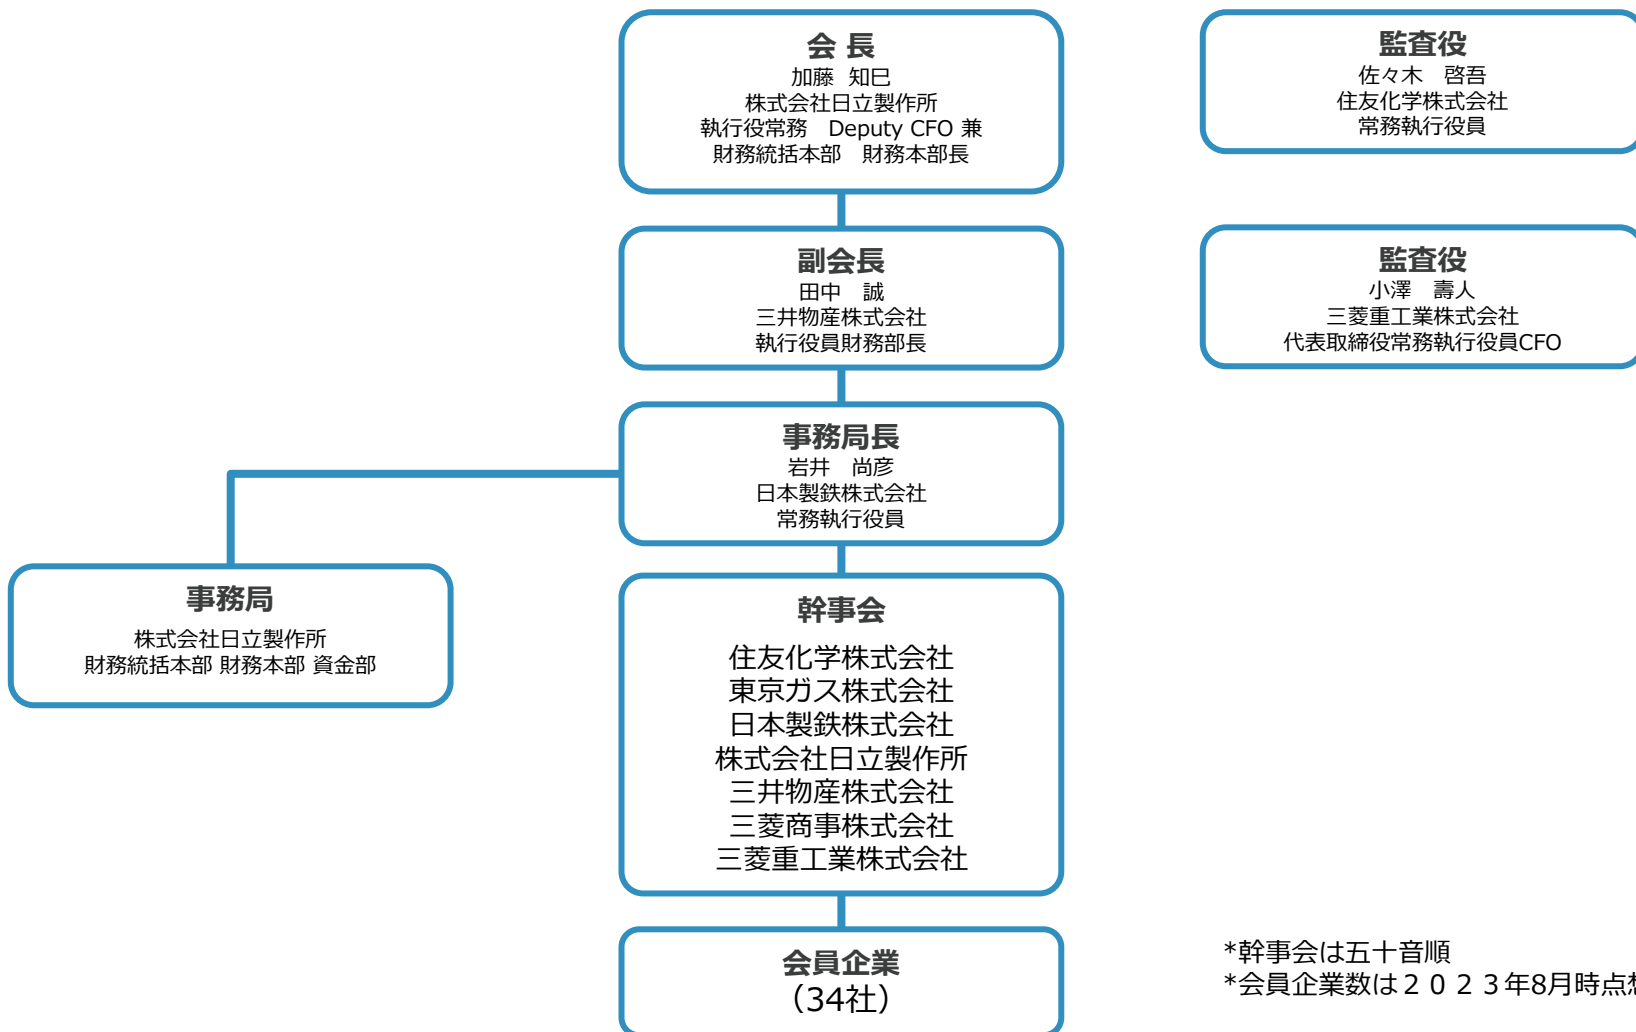 会 長
加藤 知巳
株式会社日立製作所
執行役常務　Deputy CFO 兼
財務統括本部　財務本部長
監査役
佐々木　啓吾
住友化学株式会社
常務執行役員
副会長
田中　誠
三井物産株式会社
執行役員財務部長
監査役
小澤　壽人
三菱重工業株式会社
代表取締役常務執行役員CFO
事務局長
岩井　尚彦
日本製鉄株式会社
常務執行役員
事務局
株式会社日立製作所
財務統括本部 財務本部 資金部
幹事会
住友化学株式会社
東京ガス株式会社
日本製鉄株式会社
株式会社日立製作所
三井物産株式会社
三菱商事株式会社
三菱重工業株式会社
会員企業
（34社）
*幹事会は五十音順
*会員企業数は２０２３年8月時点